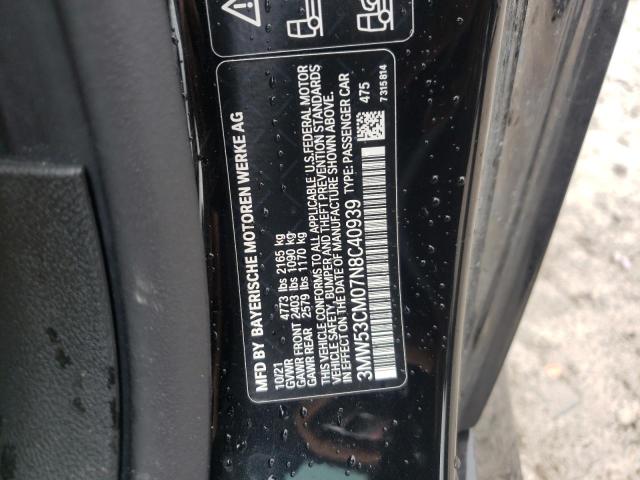 MFD BY BAYERISCHE MOTOREN WERKE AG
10/21
GVWR 4773 lbs 2165 kg
GAWR FRONT 2403 lbs 1090 kg
GAWR REAR 2579 lbs 1170 kg
THIS VEHICLE CONFORMS TO ALL APPLICABLE U.S.FEDERAL MOTOR
VEHICLE SAFETY, BUMPER AND THEFT PREVENTION STANDARDS
IN EFFECT ON THE DATE OF MANUFACTURE SHOWN ABOVE.
3MW53CM07N8C40939 TYPE: PASSENGER CAR
475
7 315 814